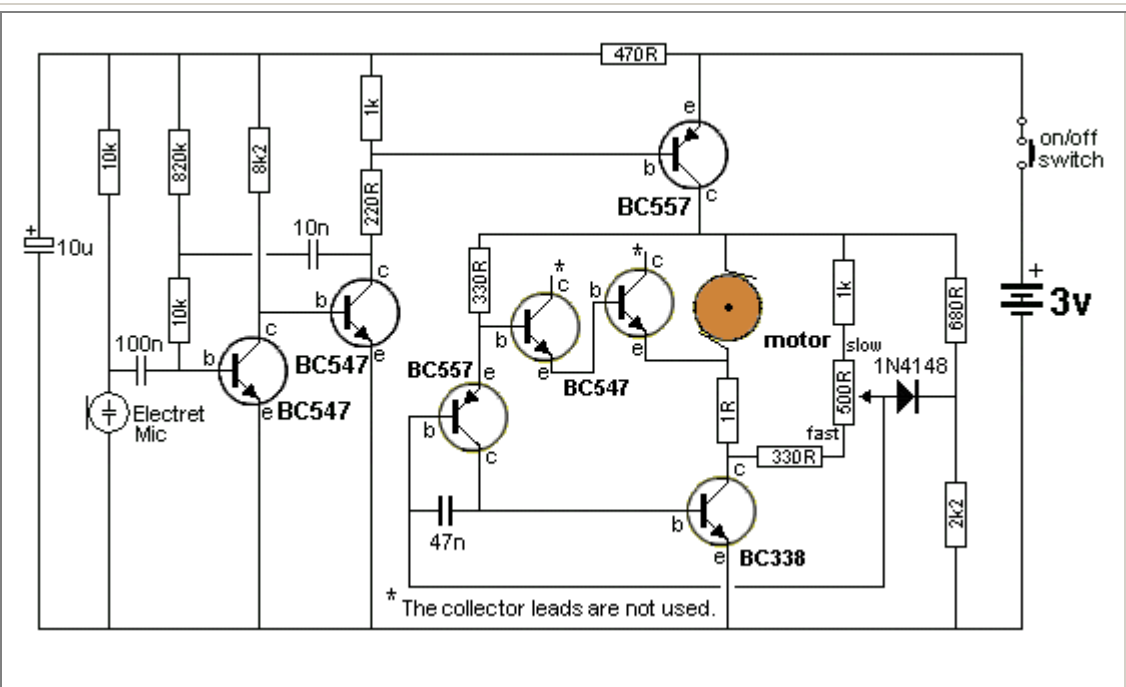 470R
e
1k
10k
820k
8k2
b
on/off
switch
c
BC557
220R
+
10u
10n
*
*
c
c
c
330R
b
1k
680R
+
3v
10k
b
b
e
motor
slow
100n
c
e
e
BC547
BC557
e
BC547
1N4148
b
500R
Electret
Mic
e
BC547
b
1R
fast
c
330R
c
47n
b
2k2
e
BC338
* The collector leads are not used.